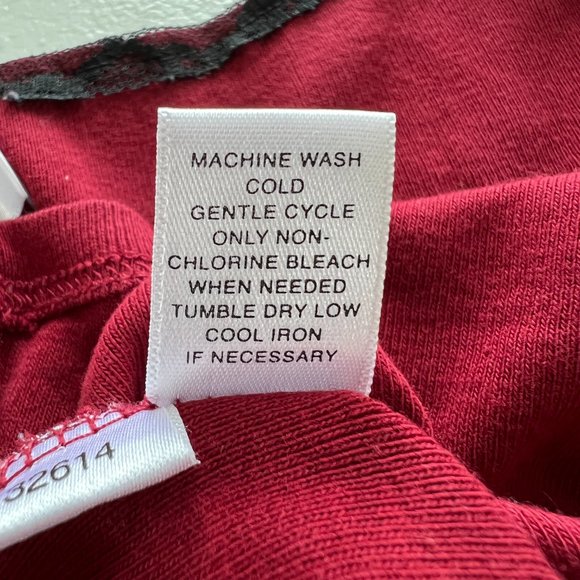 MACHINE WASH
COLD
GENTLE CYCLE
ONLY NON-
CHLORINE BLEACH
WHEN NEEDED
TUMBLE DRY LOW
COOL IRON
IF NECESSARY
32614